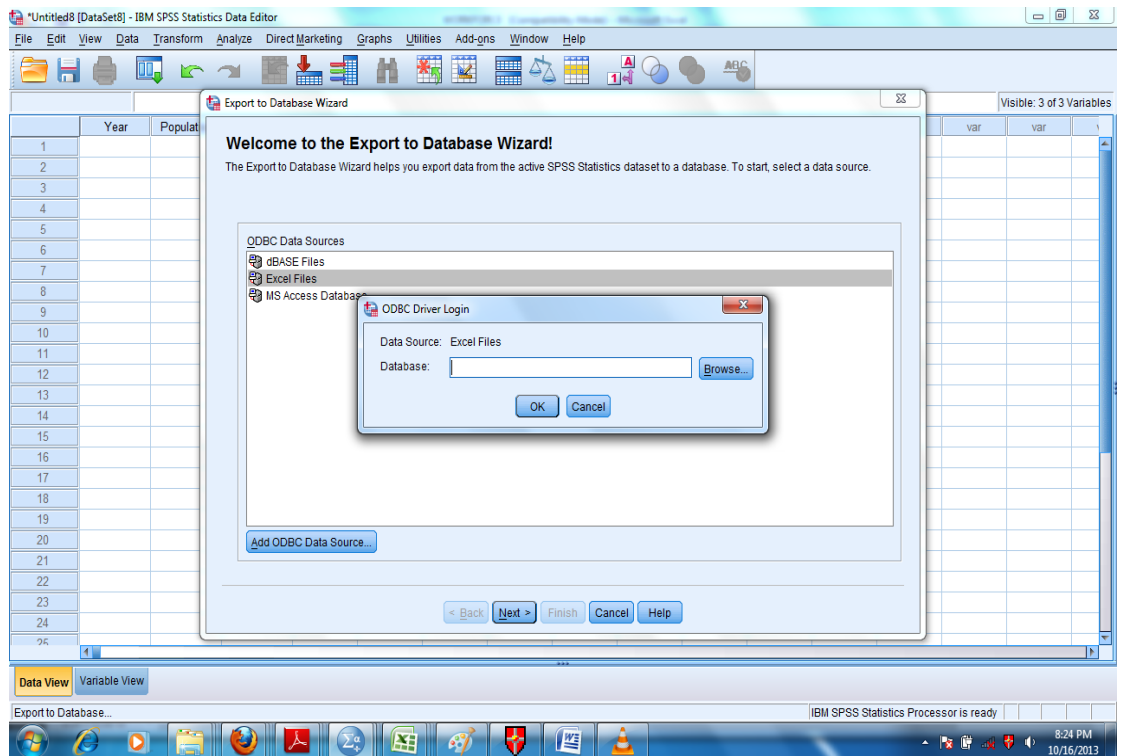 *Untitled8 [DataSet8] - IBM SPSS Statistics Data Editor
File Edit View Data Transform Analyze Direct Marketing Graphs Utilities Add-ons Window Help
A
14
ABC
Export to Database Wizard
Visible: 3 of 3 Variables
Year Populat var var
Welcome to the Export to Database Wizard!
The Export to Database Wizard helps you export data from the active SPSS Statistics dataset to a database. To start, select a data source.
ODBC Data Sources
dBASE Files
Excel Files
MS Access Database
ODBC Driver Login
Data Source: Excel Files
Database:
Browse...
OK Cancel
1
2
3
4
5
6
7
8
9
10
11
12
13
14
15
16
17
18
19
20
21
22
23
24
25
Add ODBC Data Source...
< Back Next > Finish Cancel Help
Data View Variable View
Export to Database...
IBM SPSS Statistics Processor is ready
8:24 PM
10/16/2013